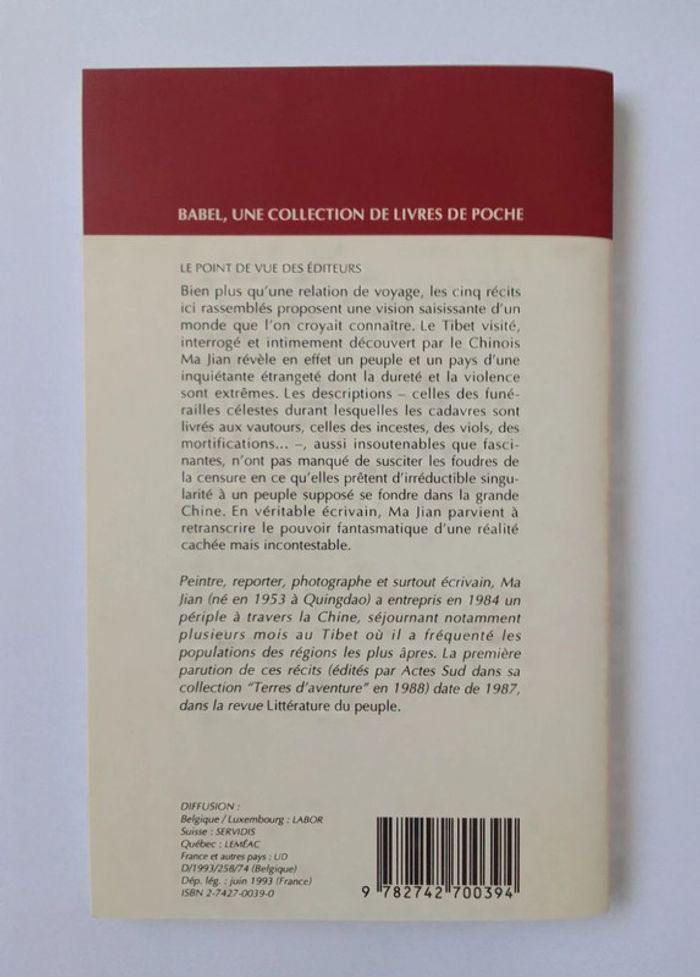 BABEL, UNE COLLECTION DE LIVRES DE POCHE
LE POINT DE VUE DES ÉDITEURS
Bien plus qu'une relation de voyage, les cinq récits
ici rassemblés proposent une vision saisissante d'un
monde que l'on croyait connaître. Le Tibet visité,
interrogé et intimement découvert par le Chinois
Ma Jian révèle en effet un peuple et un pays d'une
inquiétante étrangeté dont la dureté et la violence
sont extrêmes. Les descriptions – celles des funé-
railles célestes durant lesquelles les cadavres sont
livrés aux vautours, celles des incestes, des viols, des
mortifications... –, aussi insoutenables que fasci-
nantes, n'ont pas manqué de susciter les foudres de
la censure en ce qu'elles prêtent d'irréductible singu-
larité à un peuple supposé se fondre dans la grande
Chine. En véritable écrivain, Ma Jian parvient à
retranscrire le pouvoir fantasmatique d'une réalité
cachée mais incontestable.
Peintre, reporter, photographe et surtout écrivain, Ma
Jian (né en 1953 à Quingdao) a entrepris en 1984 un
périple à travers la Chine, séjournant notamment
plusieurs mois au Tibet où il a fréquenté les
populations des régions les plus âpres. La première
parution de ces récits (édités par Actes Sud dans sa
collection "Terres d'aventure" en 1988) date de 1987,
dans la revue Littérature du peuple.
DIFFUSION :
Belgique / Luxembourg : LABOR
Suisse : SERVIDIS
Québec : LEMÉAC
France et autres pays : UD
D/1993/258/74 (Belgique)
Dép. lég. : juin 1993 (France)
ISBN 2-7427-0039-0
9 782742 700394